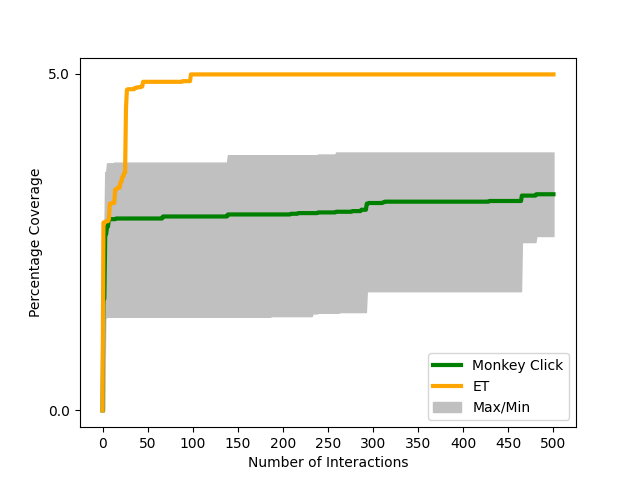 5.0
Percentage Coverage
0.0
Monkey Click
ET
Max/Min
0 50 100 150 200 250 300 350 400 450 500
Number of Interactions